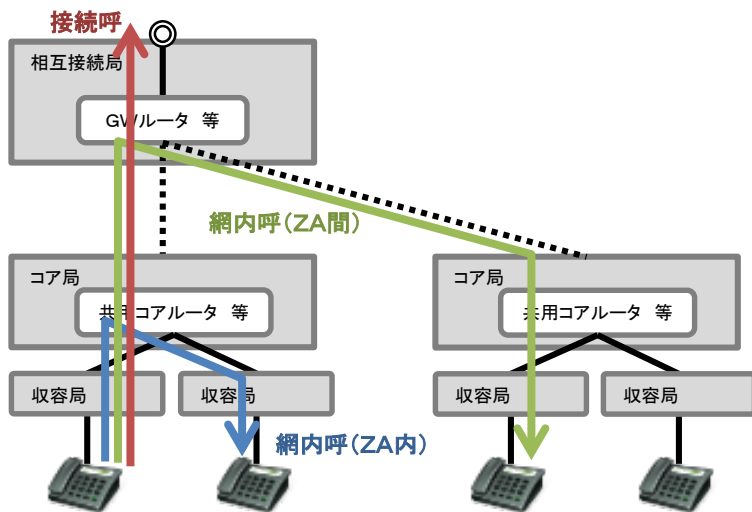 接続呼
相互接続局
GWルータ 等
網内呼(ZA間)
コア局
共用コアルータ 等
コア局
共用コアルータ 等
収容局
収容局
収容局
収容局
網内呼(ZA内)